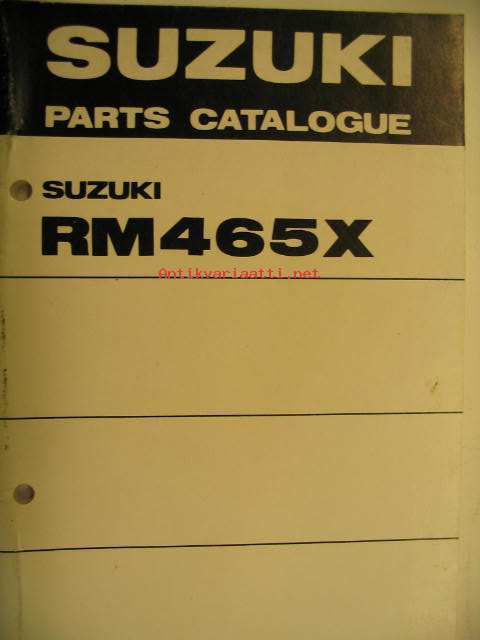 SUZUKI
PARTS CATALOGUE
SUZUKI
RM465X
Antikvariaatti.net